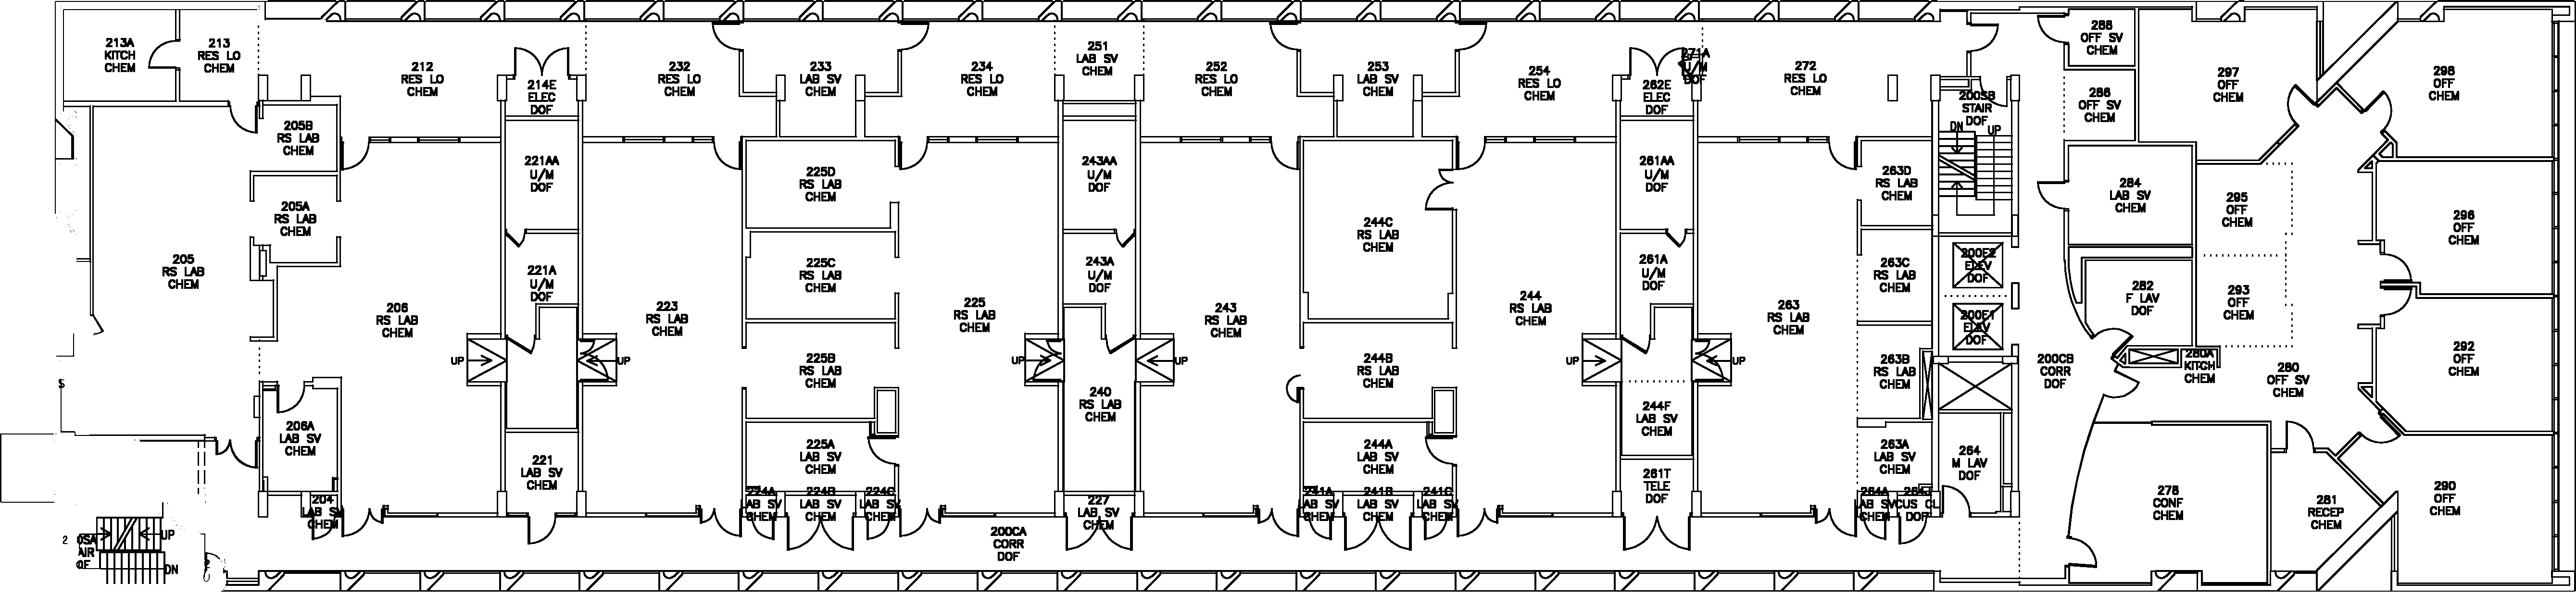 213A
KITCH
CHEM
213
RES LO
CHEM
212
RES LO
CHEM
214E
ELEC
DOF
232
RES LO
CHEM
233
LAB SV
CHEM
234
RES LO
CHEM
251
LAB SV
CHEM
252
RES LO
CHEM
253
LAB SV
CHEM
254
RES LO
CHEM
262E
ELEC
DOF
271A
U/M
DOF
272
RES LO
CHEM
200SB
STAIR
DOF
DN
UP
288
OFF SV
CHEM
286
OFF SV
CHEM
297
OFF
CHEM
298
OFF
CHEM
205B
RS LAB
CHEM
205A
RS LAB
CHEM
205
RS LAB
CHEM
206
RS LAB
CHEM
221AA
U/M
DOF
221A
U/M
DOF
223
RS LAB
CHEM
225D
RS LAB
CHEM
225C
RS LAB
CHEM
225B
RS LAB
CHEM
225
RS LAB
CHEM
243AA
U/M
DOF
243A
U/M
DOF
243
RS LAB
CHEM
244C
RS LAB
CHEM
244B
RS LAB
CHEM
244
RS LAB
CHEM
261AA
U/M
DOF
261A
U/M
DOF
263
RS LAB
CHEM
263D
RS LAB
CHEM
263C
RS LAB
CHEM
263B
RS LAB
CHEM
200E2
ELEV
DOF
200E1
ELEV
DOF
284
LAB SV
CHEM
282
F LAV
DOF
295
OFF
CHEM
293
OFF
CHEM
296
OFF
CHEM
292
OFF
CHEM
200CB
CORR
DOF
280A
KITCH
CHEM
280
OFF SV
CHEM
UP
UP
UP
UP
UP
UP
S
206A
LAB SV
CHEM
221
LAB SV
CHEM
225A
LAB SV
CHEM
240
RS LAB
CHEM
244A
LAB SV
CHEM
244F
LAB SV
CHEM
261T
TELE
DOF
263A
LAB SV
CHEM
264
M LAV
DOF
204
LAB SV
CHEM
224A
AB SV
CHEM
224B
LAB SV
CHEM
224C
LAB SV
CHEM
227
LAB SV
CHEM
241A
AB SV
CHEM
241B
LAB SV
CHEM
241C
LAB SV
CHEM
264A
AB SV
CHEM
CUS CL
DOF
278
CONF
CHEM
281
RECEP
CHEM
290
OFF
CHEM
200CA
CORR
DOF
2 0SA
AIR
OF
UP
DN